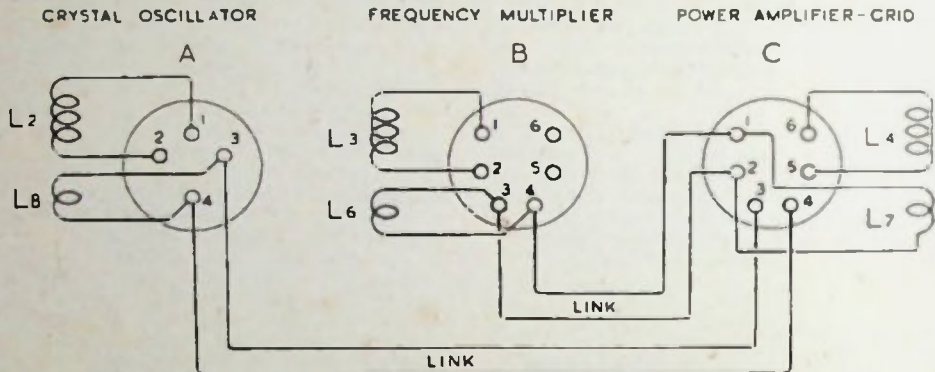 CRYSTAL OSCILLATOR
FREQUENCY MULTIPLIER
POWER AMPLIFIER-GRID
A
B
C
L2
L8
1
2
3
4
L3
L6
1
2
3
4
5
6
1
2
3
4
5
6
L4
L7
LINK
LINK